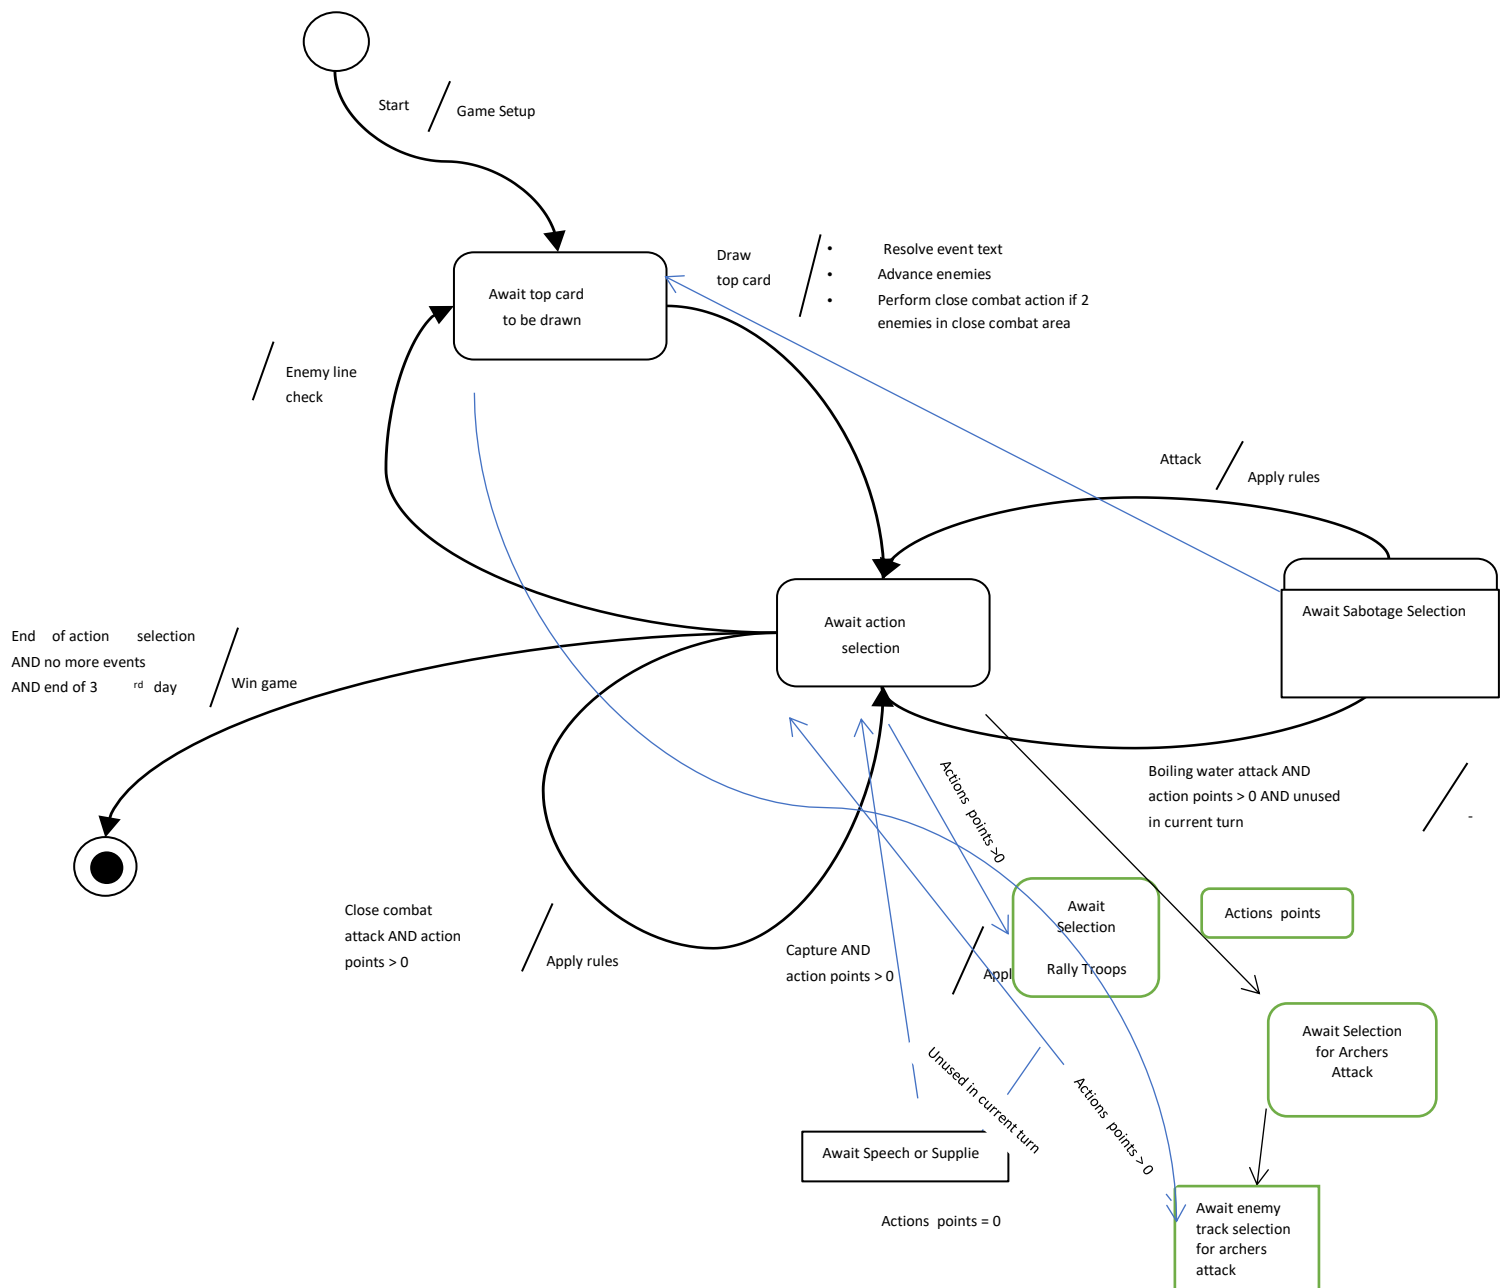 Start
Game Setup
Await top card
to be drawn
Draw
top card
• Resolve event text
• Advance enemies
• Perform close combat action if 2
enemies in close combat area
Enemy line
check
Attack
Apply rules
Await action
selection
Await Sabotage Selection
End of action selection
AND no more events
AND end of 3 rd day
Win game
Boiling water attack AND
action points > 0 AND unused
in current turn
-
Actions points >0
Close combat
attack AND action
points > 0
Apply rules
Capture AND
action points > 0
Appl
Await
Selection
Rally Troops
Actions points
Await Selection
for Archers
Attack
Unused in current turn
Actions points > 0
Await Speech or Supplie
Actions points = 0
Await enemy
track selection
for archers
attack